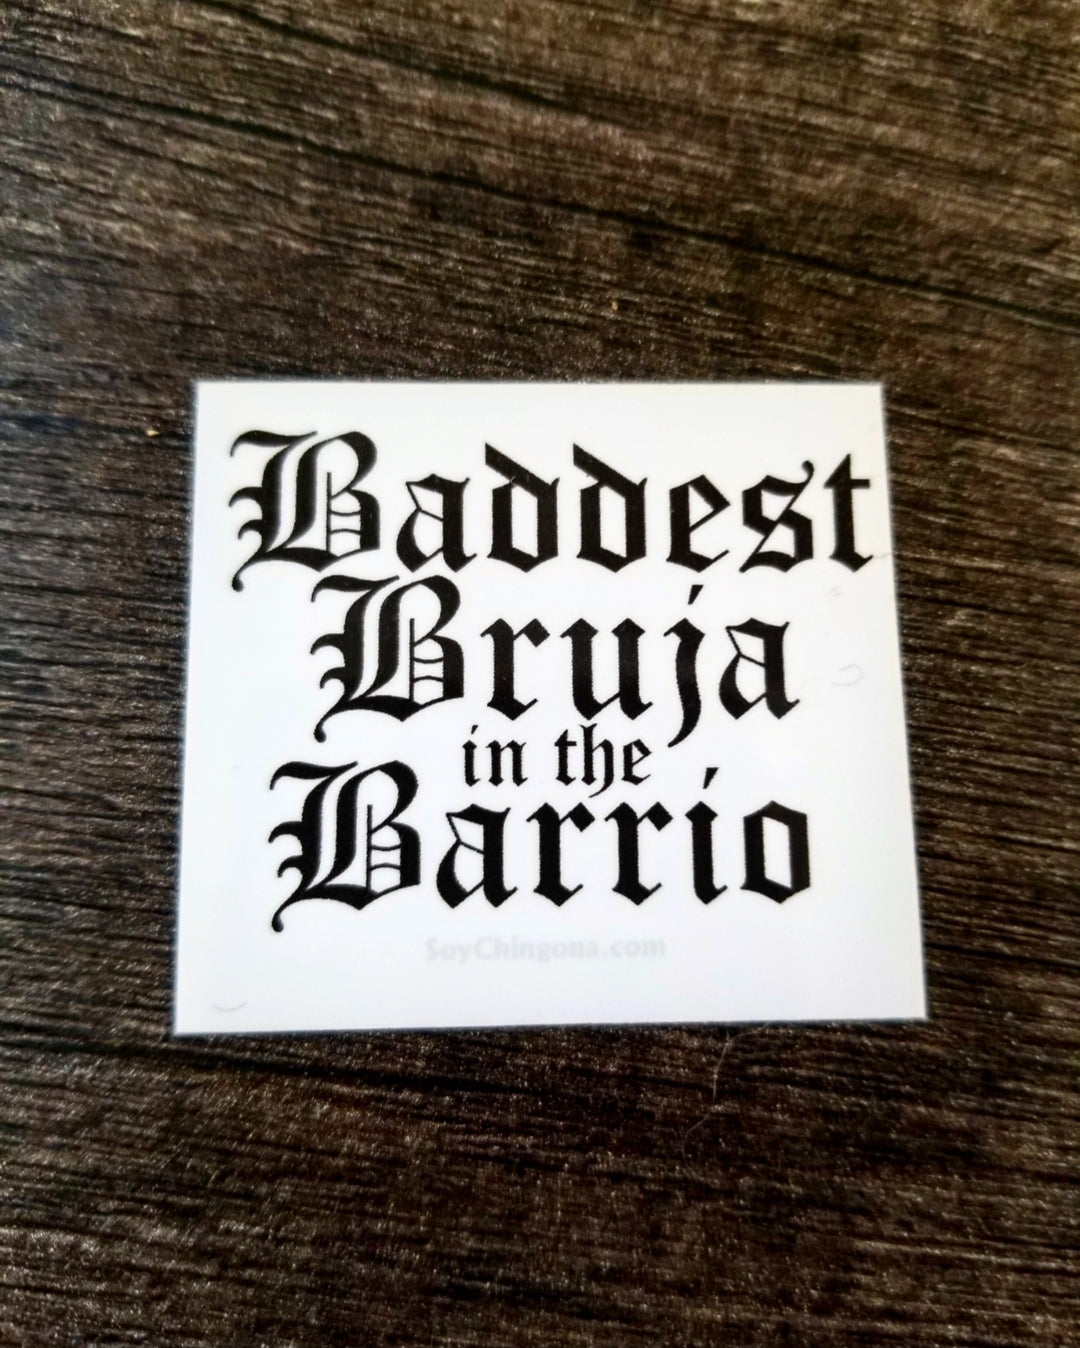 Baddest
Bruja
in the
Barrio
SoyChingona.com